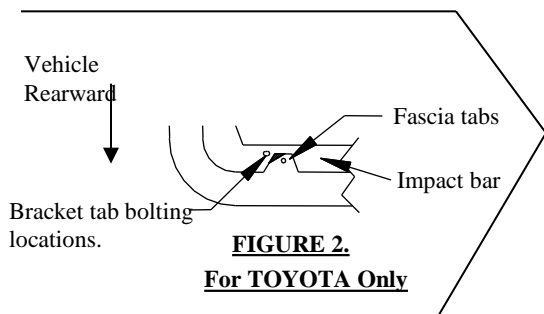 Vehicle
Rearward
Fascia tabs
Impact bar
Bracket tab bolting
locations.
FIGURE 2.
For TOYOTA Only